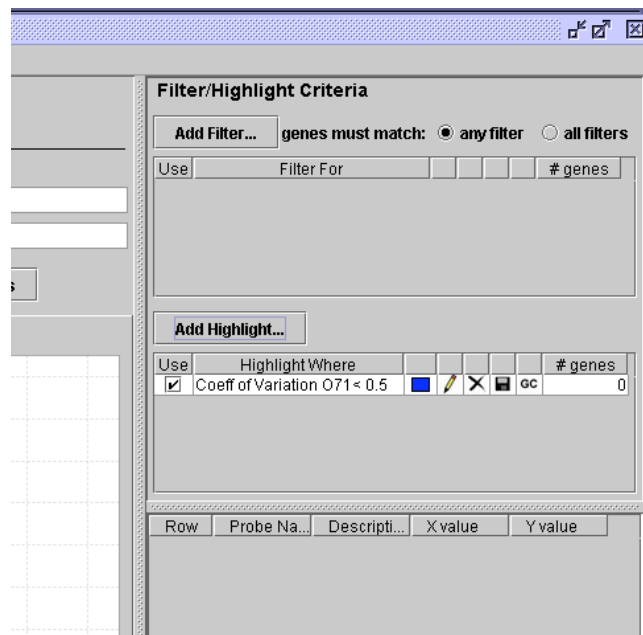 Filter/Highlight Criteria
Add Filter... genes must match: any filter all filters
Use Filter For # genes
s
Add Highlight...
Use Highlight Where # genes
Coeff of Variation O71< 0.5 GC 0
Row Probe Na... Descripti... X value Y value